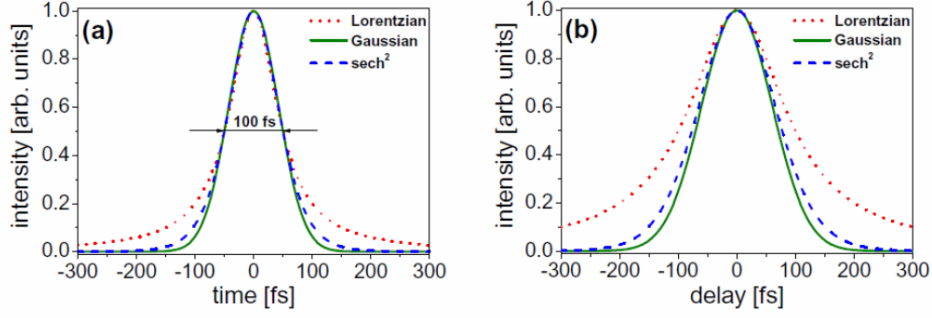 (a)
Lorentzian
Gaussian
sech²
100 fs
intensity [arb. units]
1.0
0.8
0.6
0.4
0.2
0.0
-300 -200 -100 0 100 200 300
time [fs]
(b)
Lorentzian
Gaussian
sech²
intensity [arb. units]
1.0
0.8
0.6
0.4
0.2
0.0
-300 -200 -100 0 100 200 300
delay [fs]